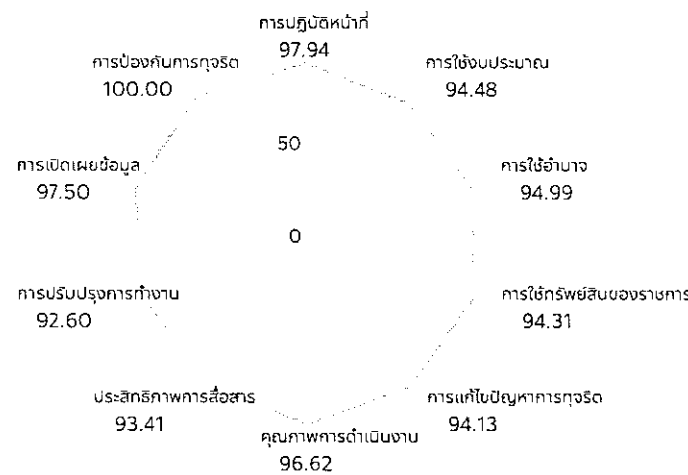 การปฏิบัติหน้าที่
97.94
การป้องกันการทุจริต
100.00
การใช้งบประมาณ
94.48
50
การเปิดเผยข้อมูล
97.50
การใช้อำนาจ
94.99
0
การปรับปรุงการทำงาน
92.60
การใช้ทรัพย์สินของราชการ
94.31
ประสิทธิภาพการสื่อสาร
93.41
การแก้ไขปัญหาการทุจริต
94.13
คุณภาพการดำเนินงาน
96.62